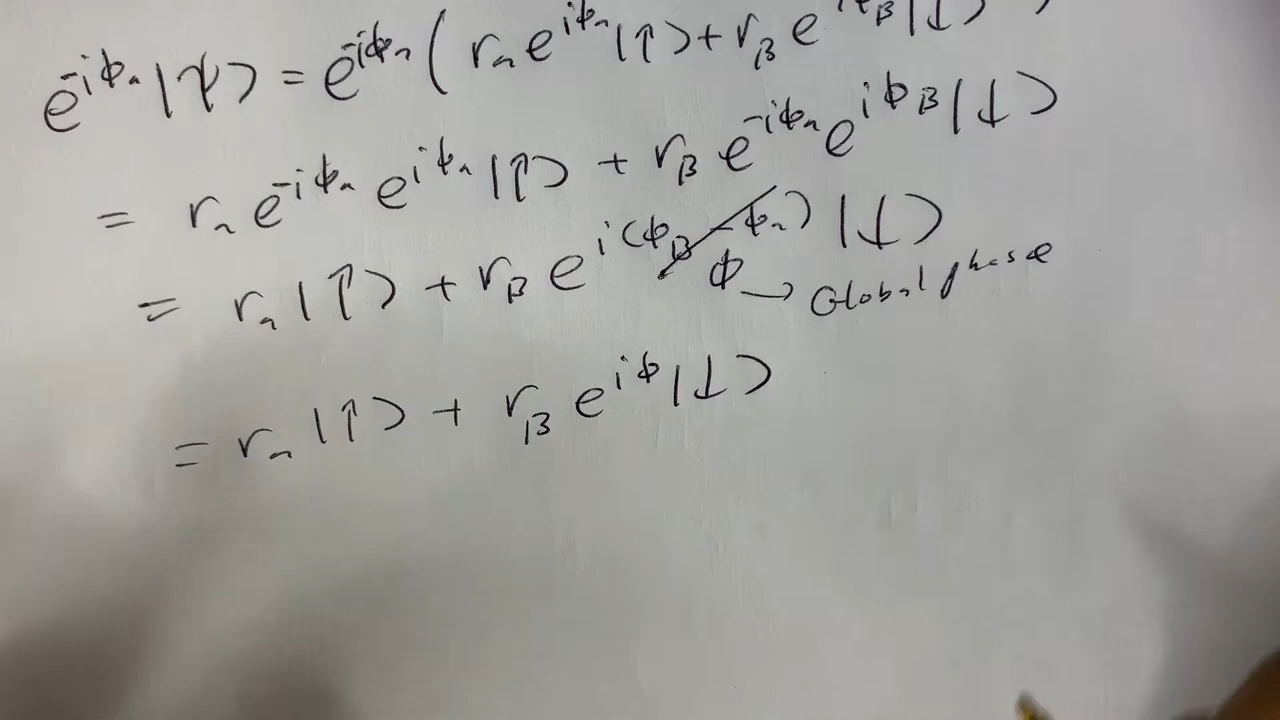 e^{-iϕ_α}|ψ⟩ = e^{-iϕ_α}( r_α e^{iϕ_α}|↑⟩ + r_β e^{iϕ_β}|↓⟩ )
= r_α e^{-iϕ_α} e^{iϕ_α}|↑⟩ + r_β e^{-iϕ_α} e^{iϕ_β}|↓⟩
= r_α|↑⟩ + r_β e^{i(ϕ_β - ϕ_α)}|↓⟩
ϕ → Global phase
= r_α|↑⟩ + r_β e^{iϕ}|↓⟩